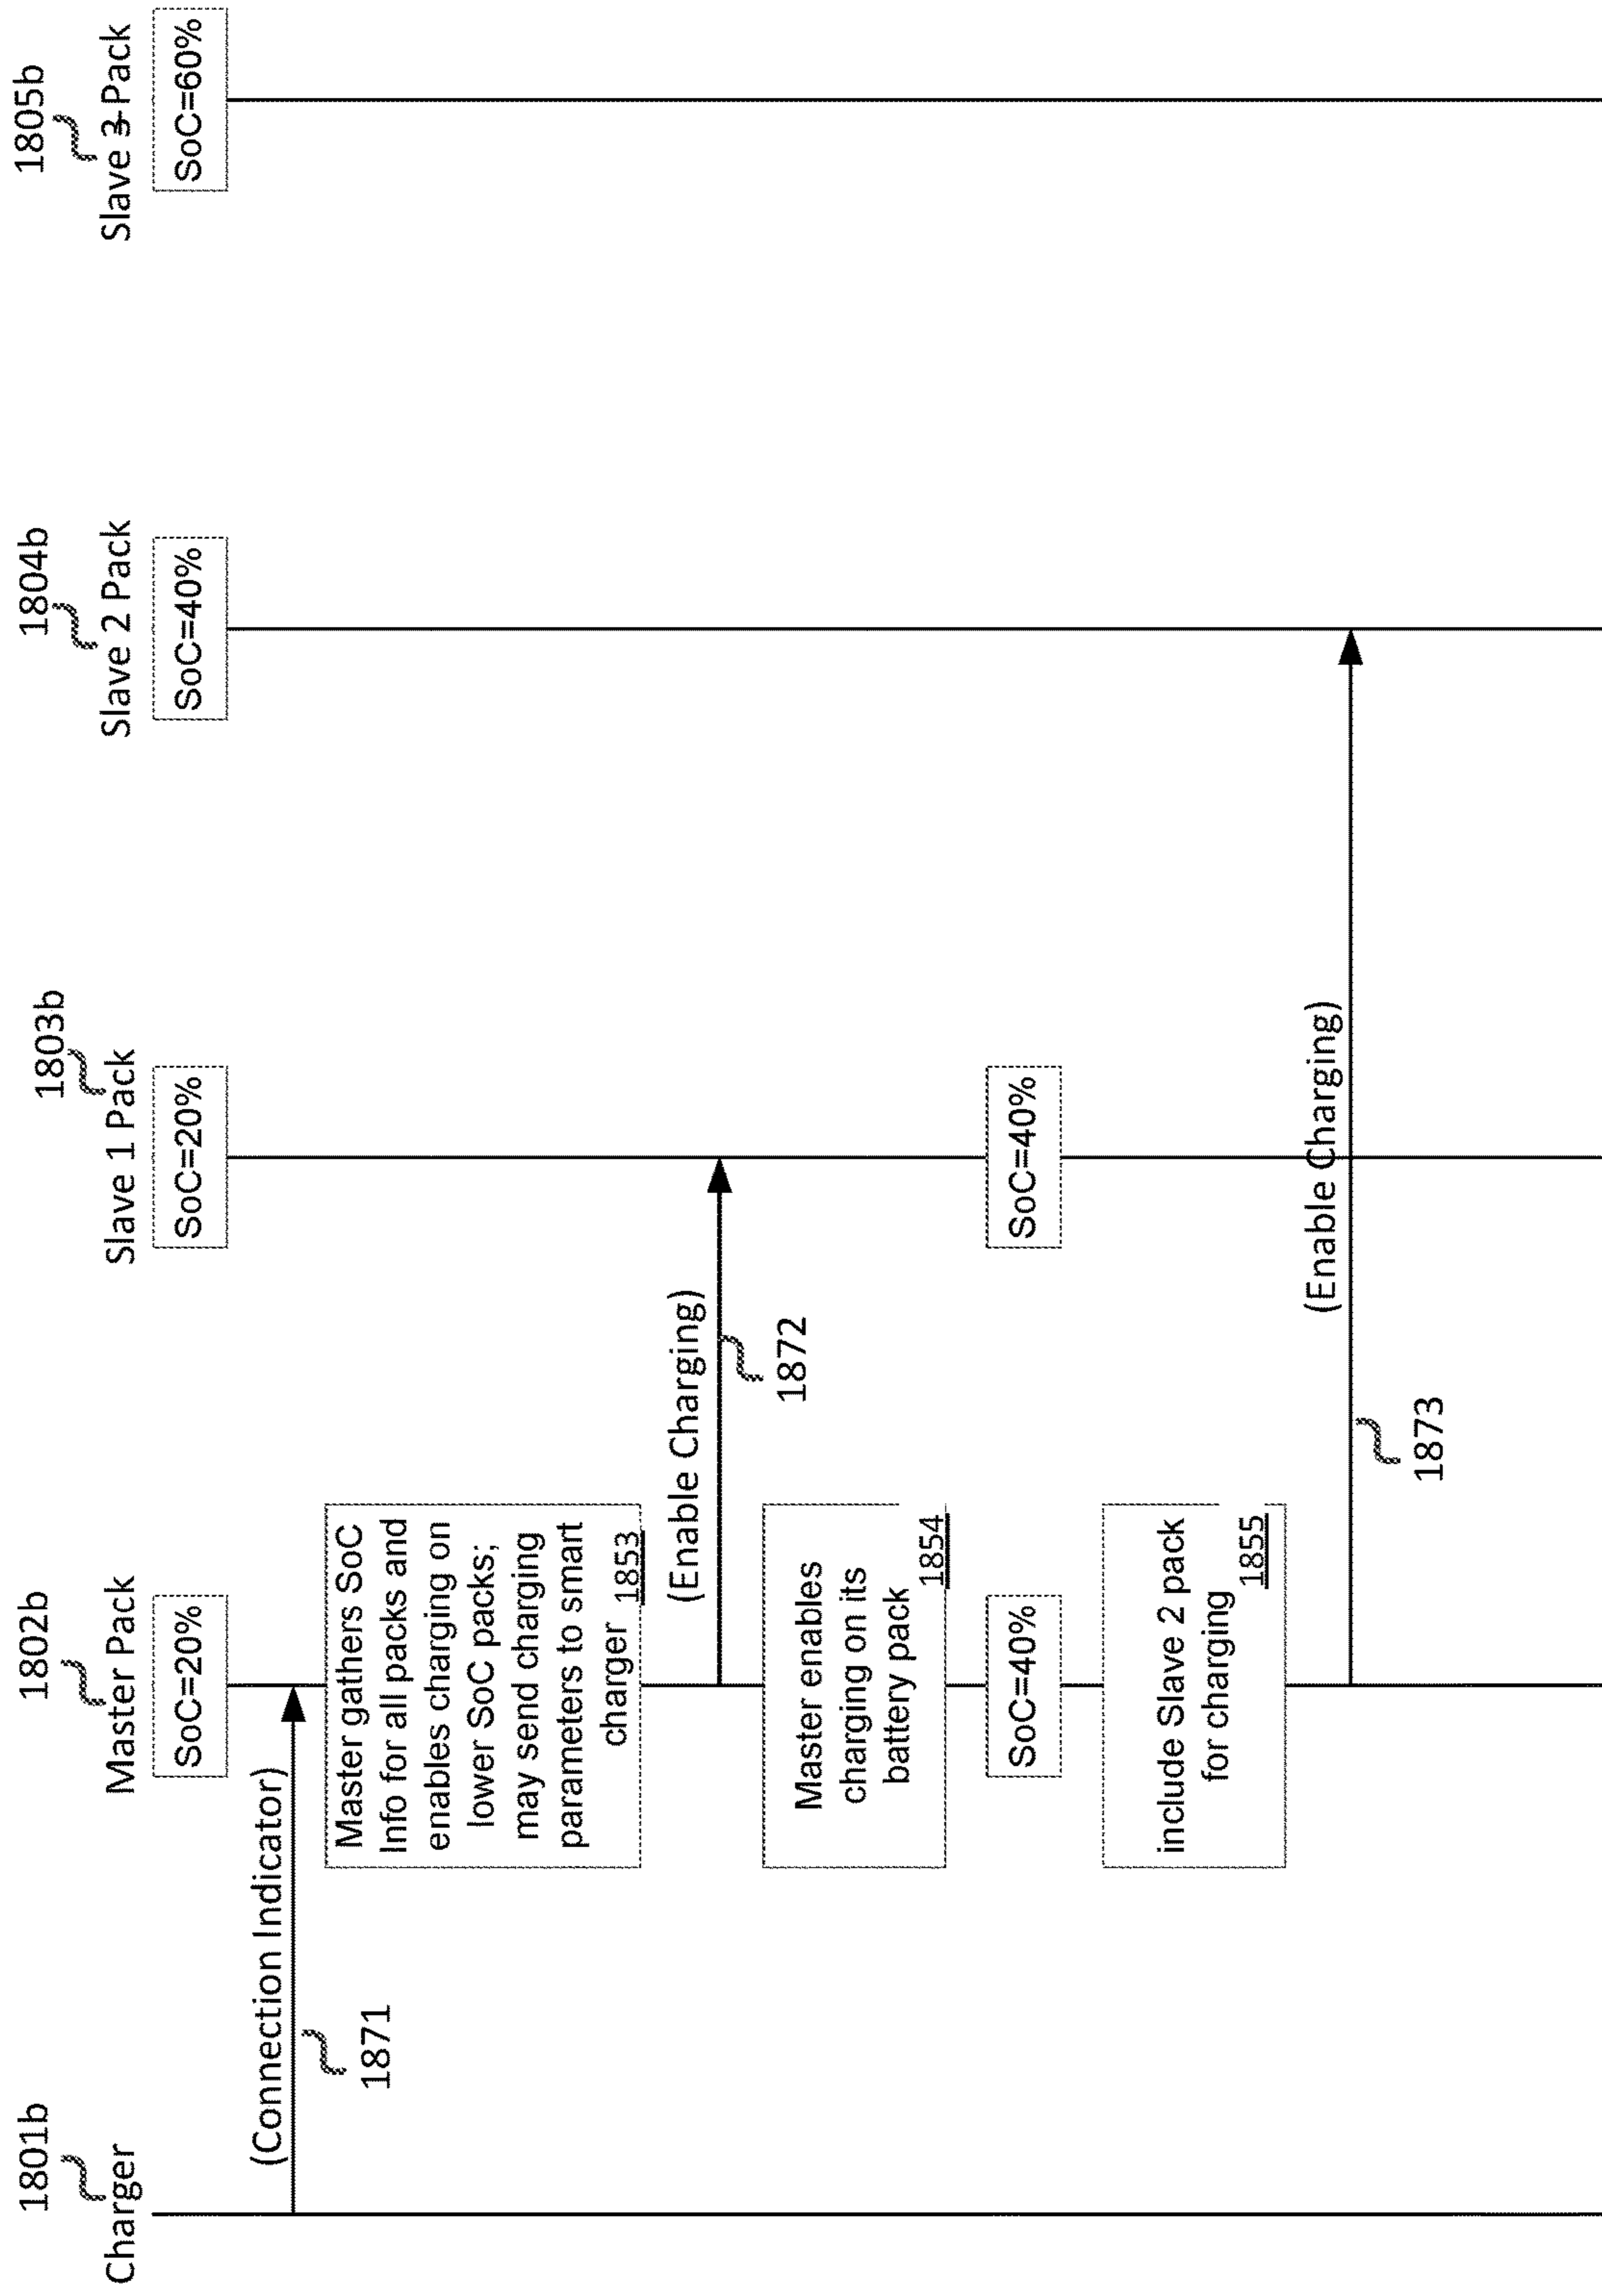 1801b
Charger
1802b
Master Pack
1803b
Slave 1 Pack
1804b
Slave 2 Pack
1805b
Slave 3 Pack
SoC=20%
SoC=20%
SoC=40%
SoC=60%
(Connection Indicator)
1871
Master gathers SoC
Info for all packs and
enables charging on
lower SoC packs;
may send charging
parameters to smart
charger 1853
(Enable Charging)
1872
Master enables
charging on its
battery pack
1854
SoC=40%
SoC=40%
include Slave 2 pack
for charging
1855
(Enable Charging)
1873